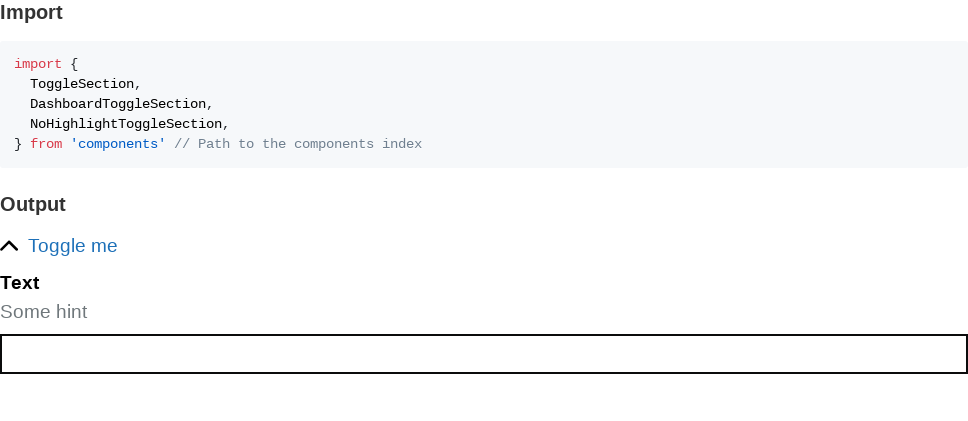 Import
import {
  ToggleSection,
  DashboardToggleSection,
  NoHighlightToggleSection,
} from 'components' // Path to the components index
Output
Toggle me
Text
Some hint